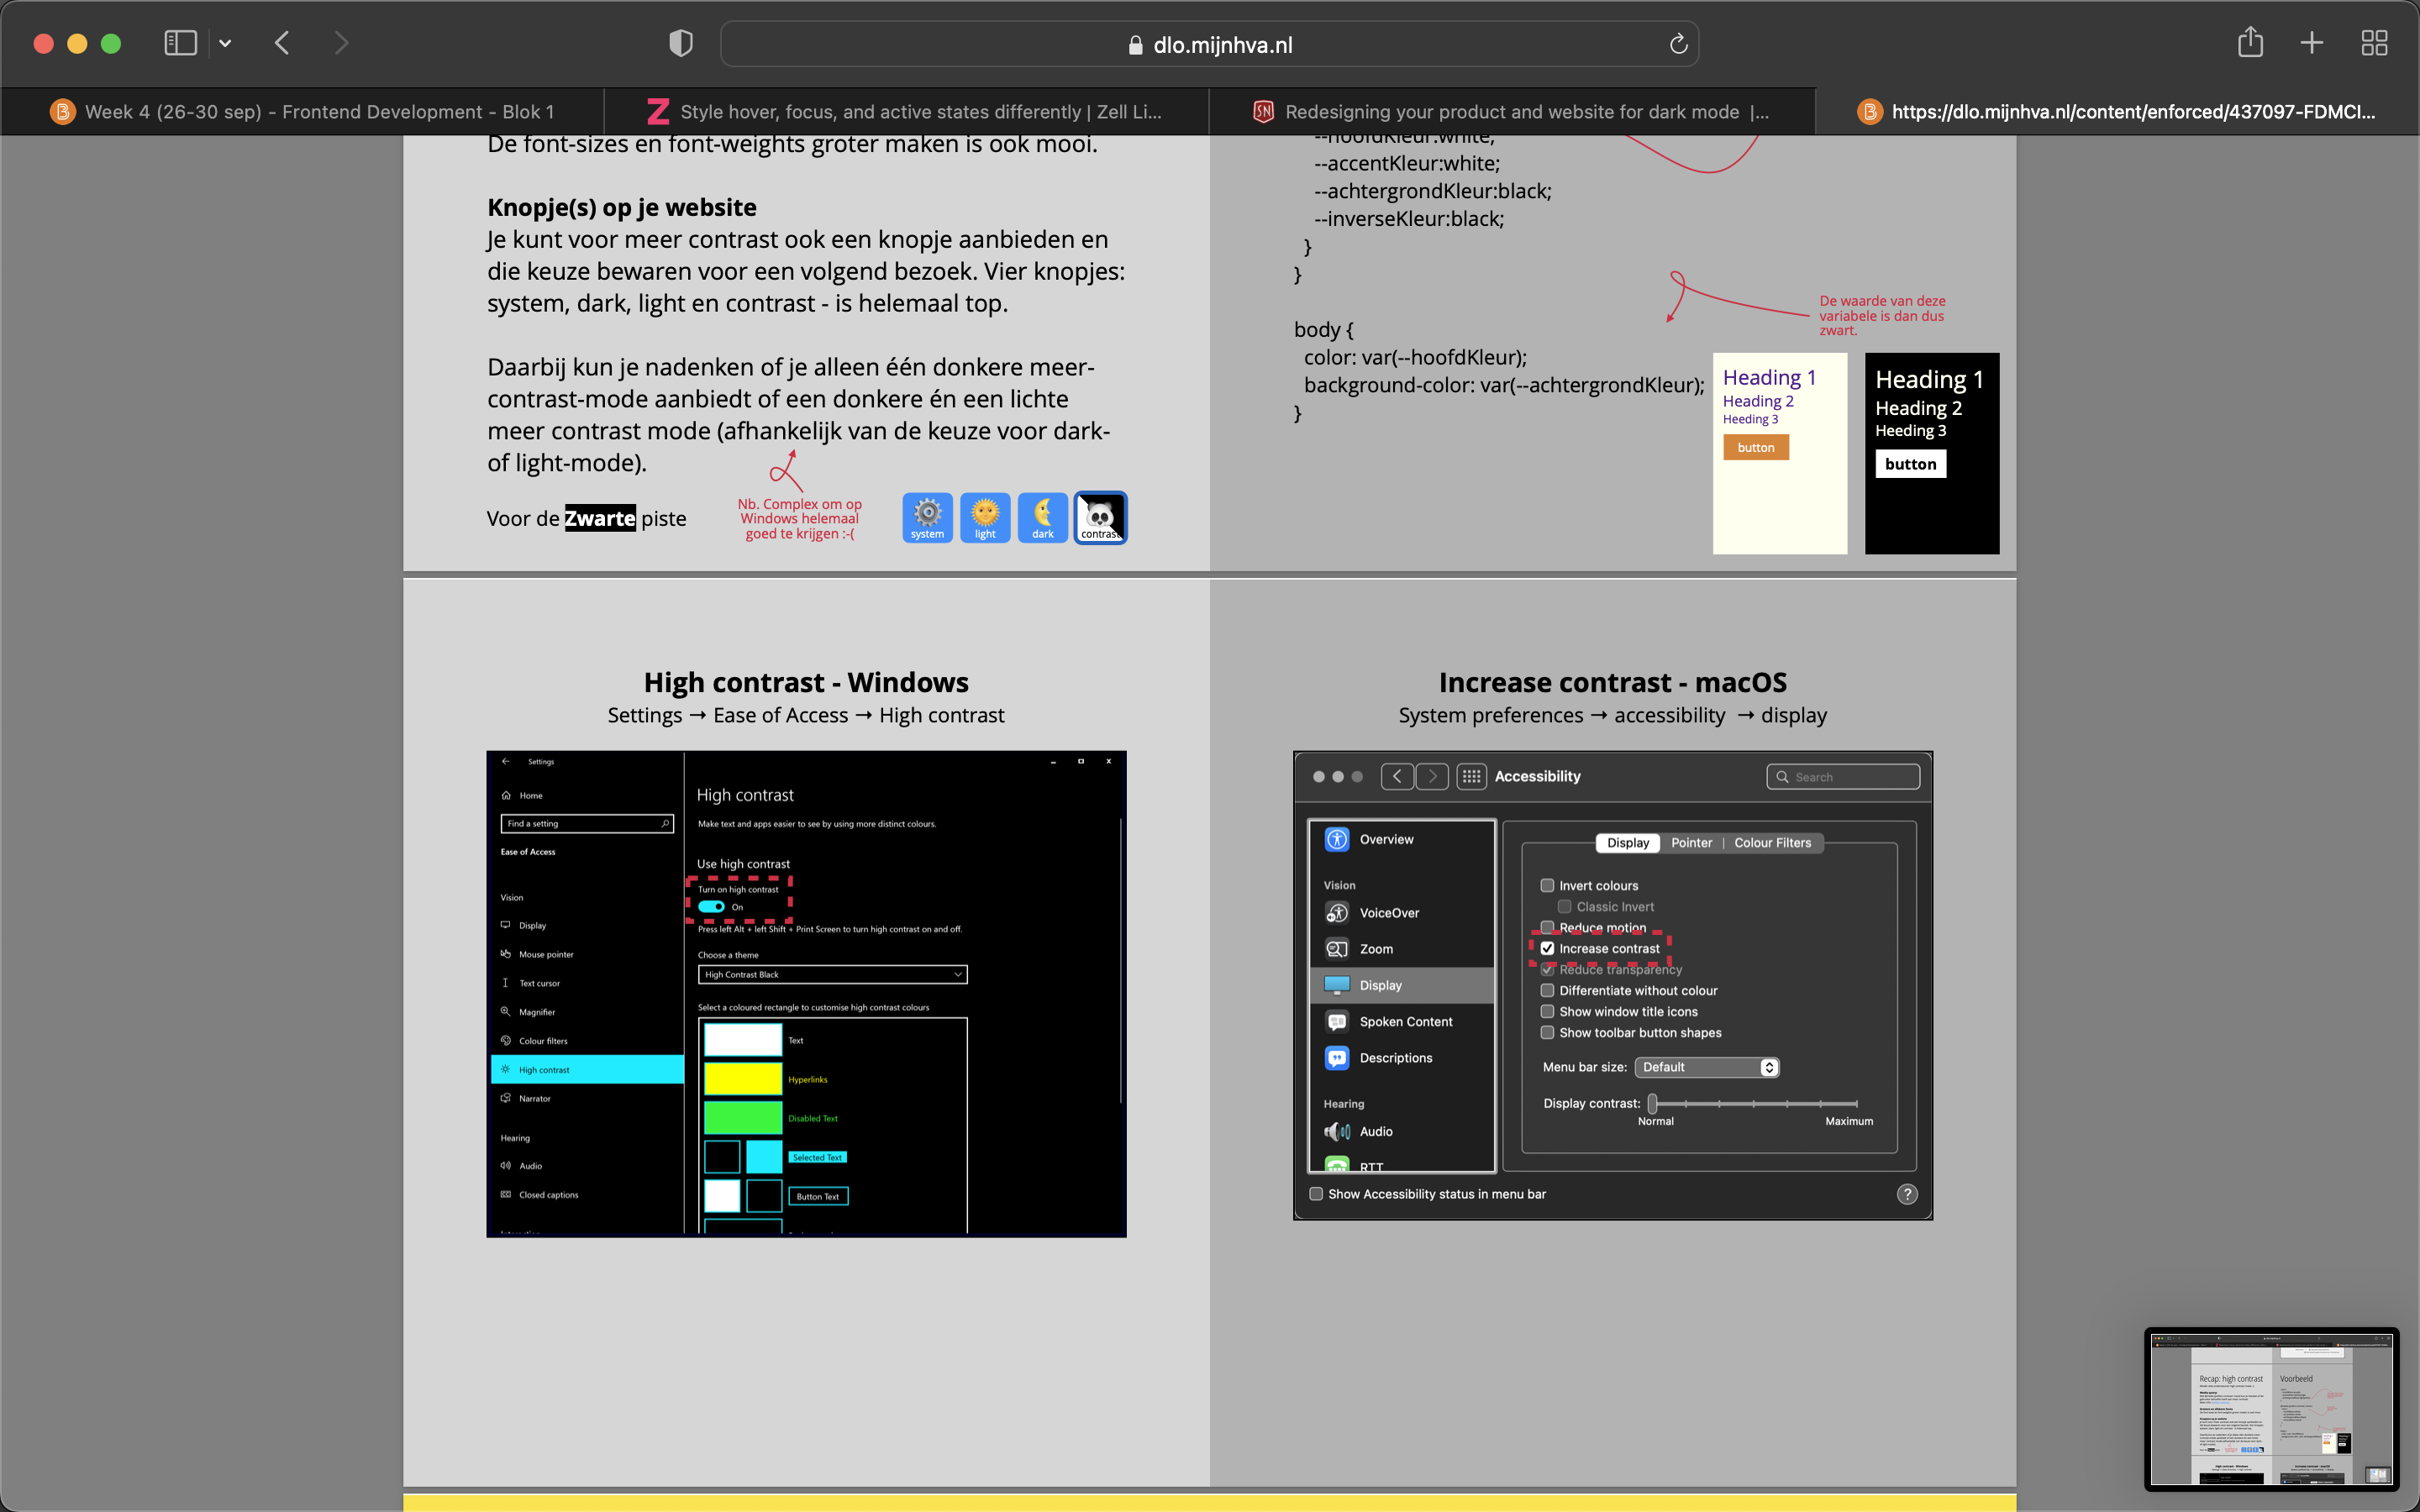 dlo.mijnhva.nl
Week 4 (26-30 sep) - Frontend Development - Blok 1
Style hover, focus, and active states differently | Zell Li...
Redesigning your product and website for dark mode |...
https://dlo.mijnhva.nl/content/enforced/437097-FDMCI...
De font-sizes en font-weights groter maken is ook mooi.
Knopje(s) op je website
Je kunt voor meer contrast ook een knopje aanbieden en
die keuze bewaren voor een volgend bezoek. Vier knopjes:
system, dark, light en contrast - is helemaal top.
Daarbij kun je nadenken of je alleen één donkere meer-
contrast-mode aanbiedt of een donkere én een lichte
meer contrast mode (afhankelijk van de keuze voor dark-
of light-mode).
Voor de Zwarte piste
Nb. Complex om op
Windows helemaal
goed te krijgen :-(
system
light
dark
contrast
--hoofdKleur:white;
--accentKleur:white;
--achtergrondKleur:black;
--inverseKleur:black;
}
}
body {
color: var(--hoofdKleur);
background-color: var(--achtergrondKleur);
}
De waarde van deze
variabele is dan dus
zwart.
Heading 1
Heading 2
Heeding 3
button
Heading 1
Heading 2
Heeding 3
button
High contrast - Windows
Settings → Ease of Access → High contrast
Settings
Home
Find a setting
Ease of Access
Vision
Display
Mouse pointer
Text cursor
Magnifier
Colour filters
High contrast
Narrator
Hearing
Audio
Closed captions
High contrast
Make text and apps easier to see by using more distinct colours.
Use high contrast
Turn on high contrast
On
Press left Alt + left Shift + Print Screen to turn high contrast on and off.
Choose a theme
High Contrast Black
Select a coloured rectangle to customise high contrast colours
Text
Hyperlinks
Disabled Text
Selected Text
Button Text
Increase contrast - macOS
System preferences → accessibility → display
Accessibility
Search
Overview
Vision
VoiceOver
Zoom
Display
Spoken Content
Descriptions
Hearing
Audio
RTT
Display
Pointer
Colour Filters
Invert colours
Classic Invert
Reduce motion
Increase contrast
Reduce transparency
Differentiate without colour
Show window title icons
Show toolbar button shapes
Menu bar size: Default
Display contrast:
Normal
Maximum
Show Accessibility status in menu bar
?
Recap: high contrast
Voorbeeld